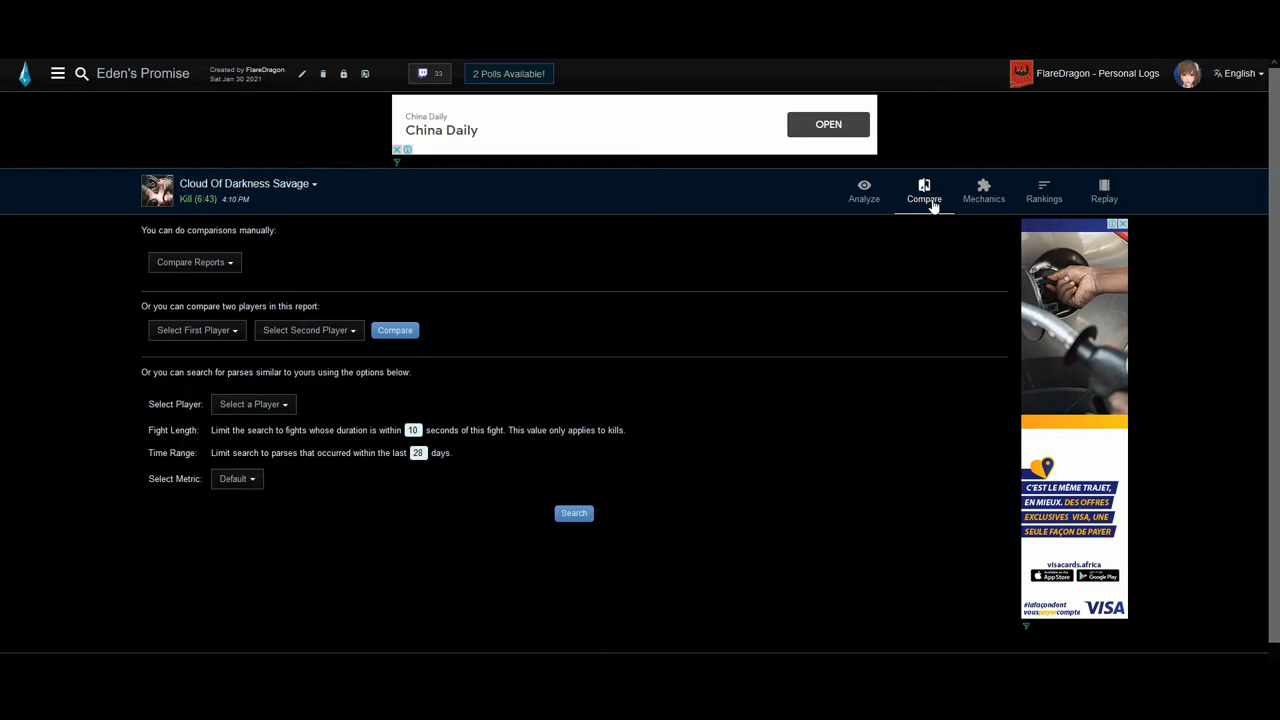 Eden's Promise
Created by FlareDragon
Sat Jan 30 2021
33
2 Polls Available!
FlareDragon - Personal Logs
English
China Daily
China Daily
OPEN
Cloud Of Darkness Savage
Kill (6:43) 4:10 PM
Analyze
Compare
Mechanics
Rankings
Replay
You can do comparisons manually:
Compare Reports
Or you can compare two players in this report:
Select First Player
Select Second Player
Compare
Or you can search for parses similar to yours using the options below:
Select Player: Select a Player
Fight Length: Limit the search to fights whose duration is within 10 seconds of this fight. This value only applies to kills.
Time Range: Limit search to parses that occurred within the last 28 days.
Select Metric: Default
Search
C'EST LE MÊME TRAJET,
EN MIEUX. DES OFFRES
EXCLUSIVES VISA, UNE
SEULE FAÇON DE PAYER
visacards.africa
App Store
Google Play
#lafaçondont
vouspayezcompte
VISA